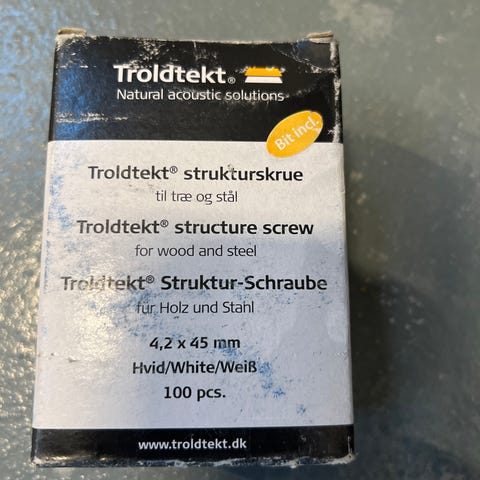 Troldtekt®
Natural acoustic solutions
Bit incl.
Troldtekt® strukturskrue
til træ og stål
Troldtekt® structure screw
for wood and steel
Troldtekt® Struktur-Schraube
für Holz und Stahl
4,2 x 45 mm
Hvid/White/Weiß
100 pcs.
www.troldtekt.dk